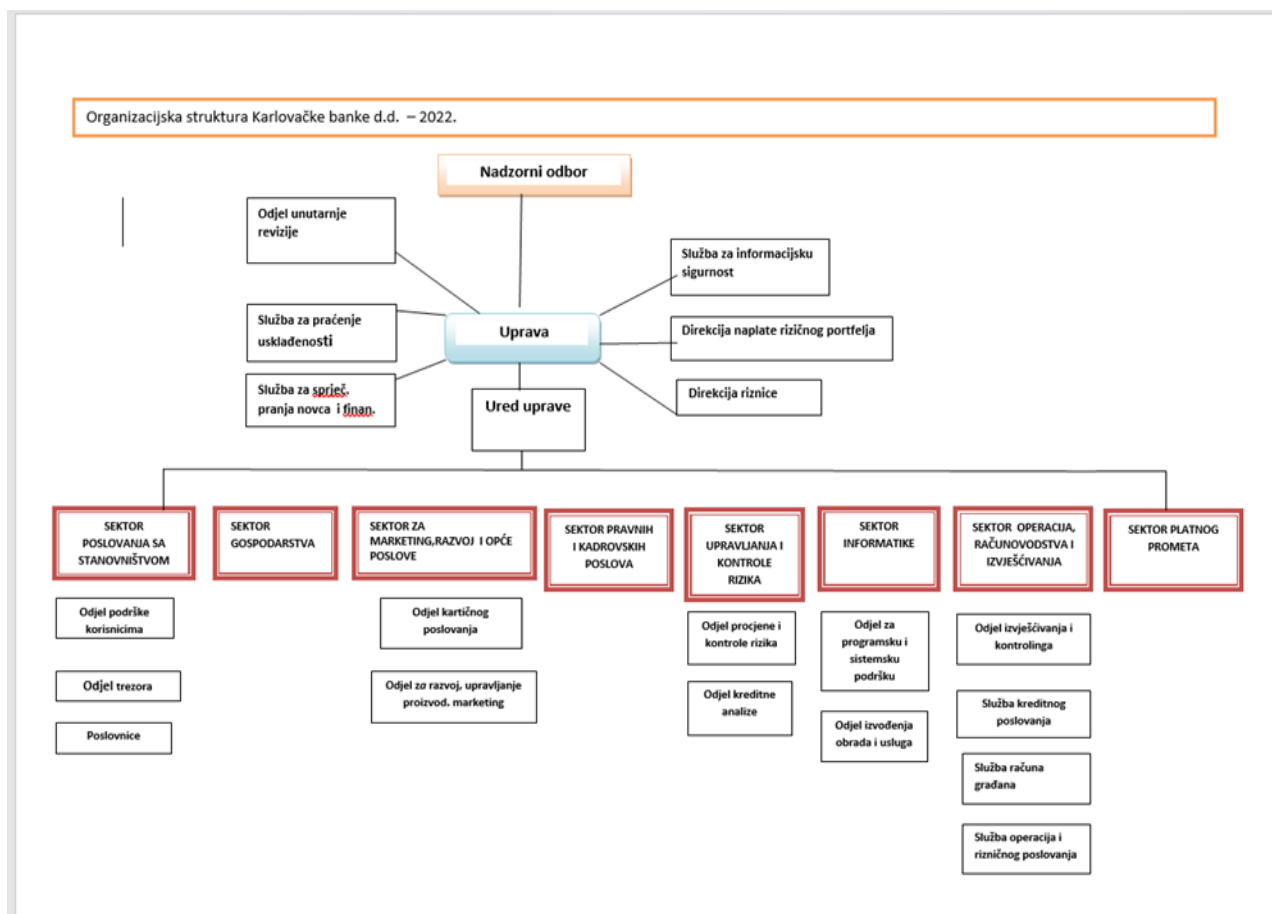 Organizacijska struktura Karlovačke banke d.d. – 2022.
Nadzorni odbor
Odjel unutarnje
revizije
Služba za informacijsku
sigurnost
Služba za praćenje
usklađenosti
Uprava
Direkcija naplate rizičnog portfelja
Služba za sprječ.
pranja novca i finan.
Ured uprave
Direkcija riznice
SEKTOR
POSLOVANJA SA
STANOVNIŠTVOM
SEKTOR
GOSPODARSTVA
SEKTOR ZA
MARKETING,RAZVOJ I OPĆE
POSLOVE
SEKTOR PRAVNIH
I KADROVSKIH
POSLOVA
SEKTOR
UPRAVLJANJA I
KONTROLE
RIZIKA
SEKTOR
INFORMATIKE
SEKTOR OPERACIJA,
RAČUNOVODSTVA I
IZVJEŠĆIVANJA
SEKTOR PLATNOG
PROMETA
Odjel podrške
korisnicima
Odjel trezora
Poslovnice
Odjel kartičnog
poslovanja
Odjel za razvoj, upravljanje
proizvod. marketing
Odjel procjene i
kontrole rizika
Odjel kreditne
analize
Odjel za
programsku i
sistemsku
podršku
Odjel izvođenja
obrada i usluga
Odjel izvješćivanja i
kontrolinga
Služba kreditnog
poslovanja
Služba računa
građana
Služba operacija i
rizničnog poslovanja